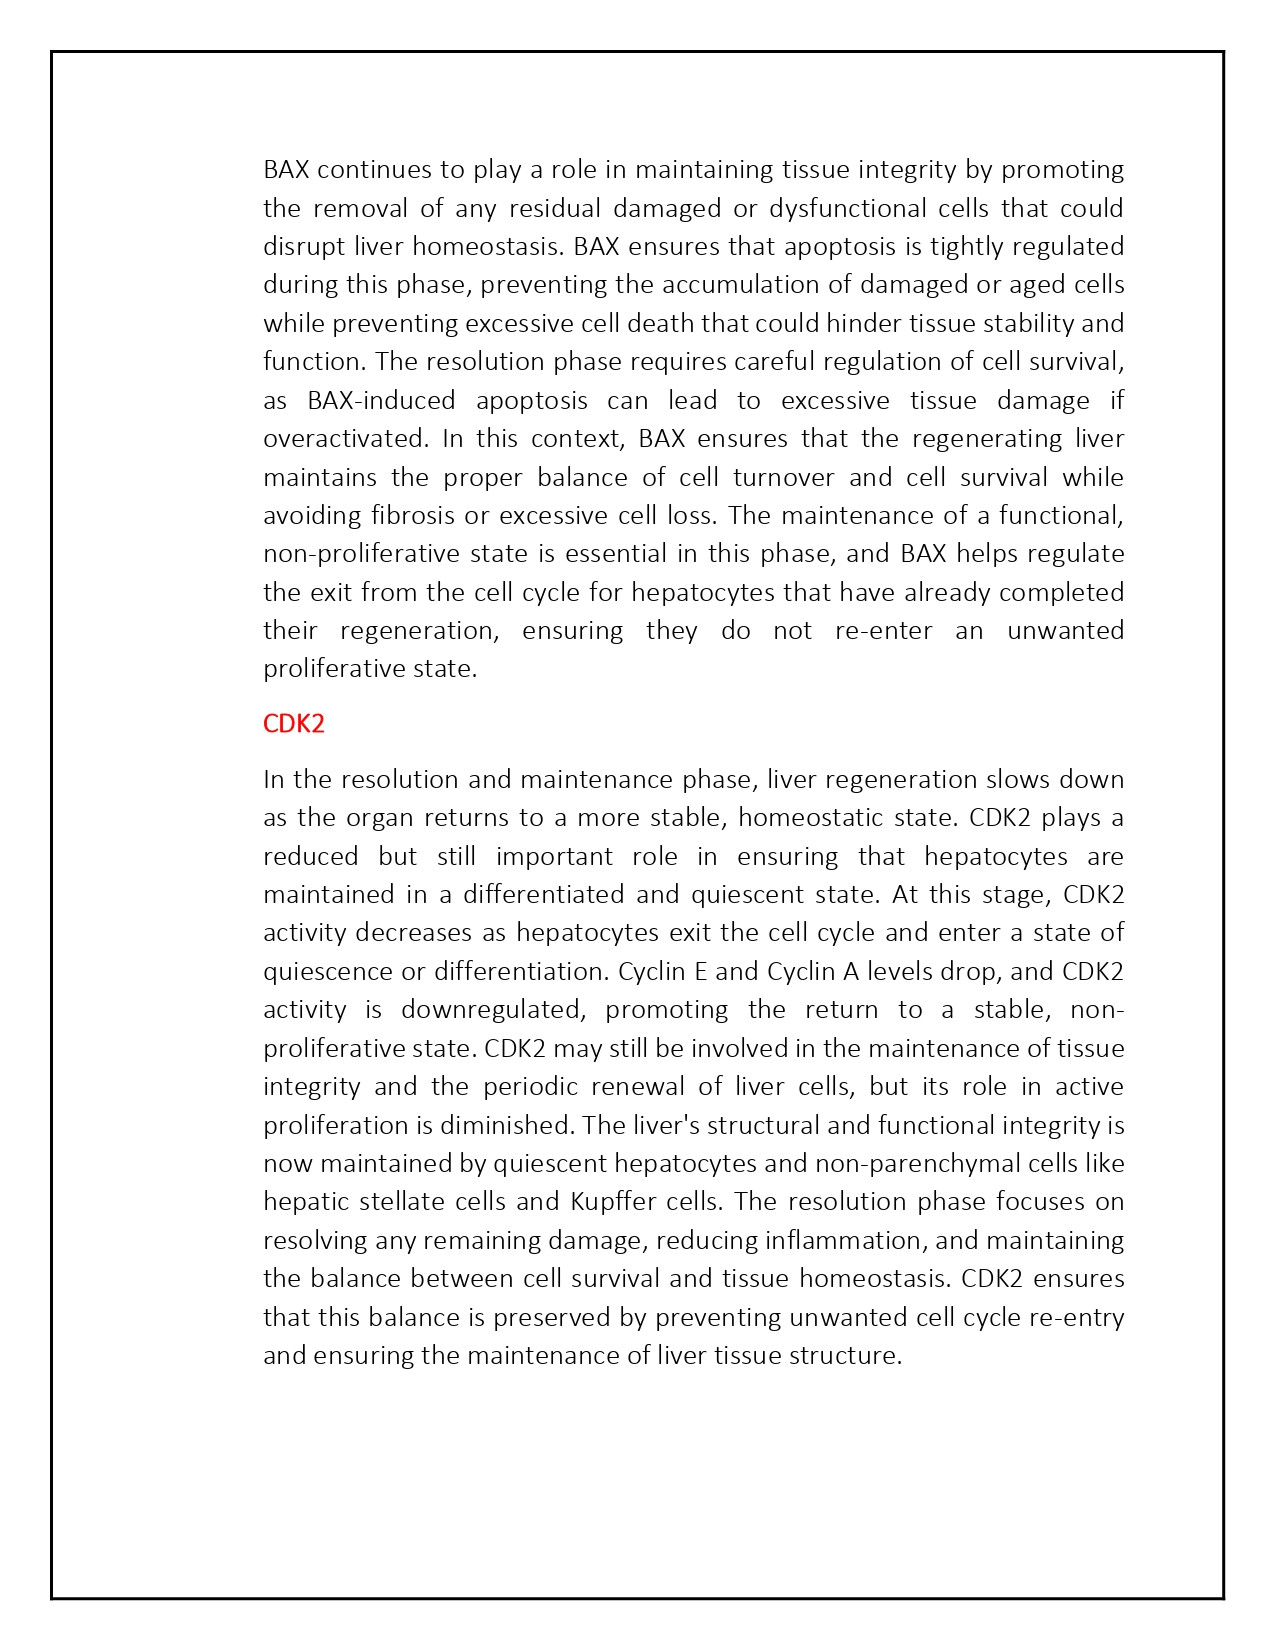 BAX continues to play a role in maintaining tissue integrity by promoting
the removal of any residual damaged or dysfunctional cells that could
disrupt liver homeostasis. BAX ensures that apoptosis is tightly regulated
during this phase, preventing the accumulation of damaged or aged cells
while preventing excessive cell death that could hinder tissue stability and
function. The resolution phase requires careful regulation of cell survival,
as BAX-induced apoptosis can lead to excessive tissue damage if
overactivated. In this context, BAX ensures that the regenerating liver
maintains the proper balance of cell turnover and cell survival while
avoiding fibrosis or excessive cell loss. The maintenance of a functional,
non-proliferative state is essential in this phase, and BAX helps regulate
the exit from the cell cycle for hepatocytes that have already completed
their regeneration, ensuring they do not re-enter an unwanted
proliferative state.
CDK2
In the resolution and maintenance phase, liver regeneration slows down
as the organ returns to a more stable, homeostatic state. CDK2 plays a
reduced but still important role in ensuring that hepatocytes are
maintained in a differentiated and quiescent state. At this stage, CDK2
activity decreases as hepatocytes exit the cell cycle and enter a state of
quiescence or differentiation. Cyclin E and Cyclin A levels drop, and CDK2
activity is downregulated, promoting the return to a stable, non-
proliferative state. CDK2 may still be involved in the maintenance of tissue
integrity and the periodic renewal of liver cells, but its role in active
proliferation is diminished. The liver's structural and functional integrity is
now maintained by quiescent hepatocytes and non-parenchymal cells like
hepatic stellate cells and Kupffer cells. The resolution phase focuses on
resolving any remaining damage, reducing inflammation, and maintaining
the balance between cell survival and tissue homeostasis. CDK2 ensures
that this balance is preserved by preventing unwanted cell cycle re-entry
and ensuring the maintenance of liver tissue structure.